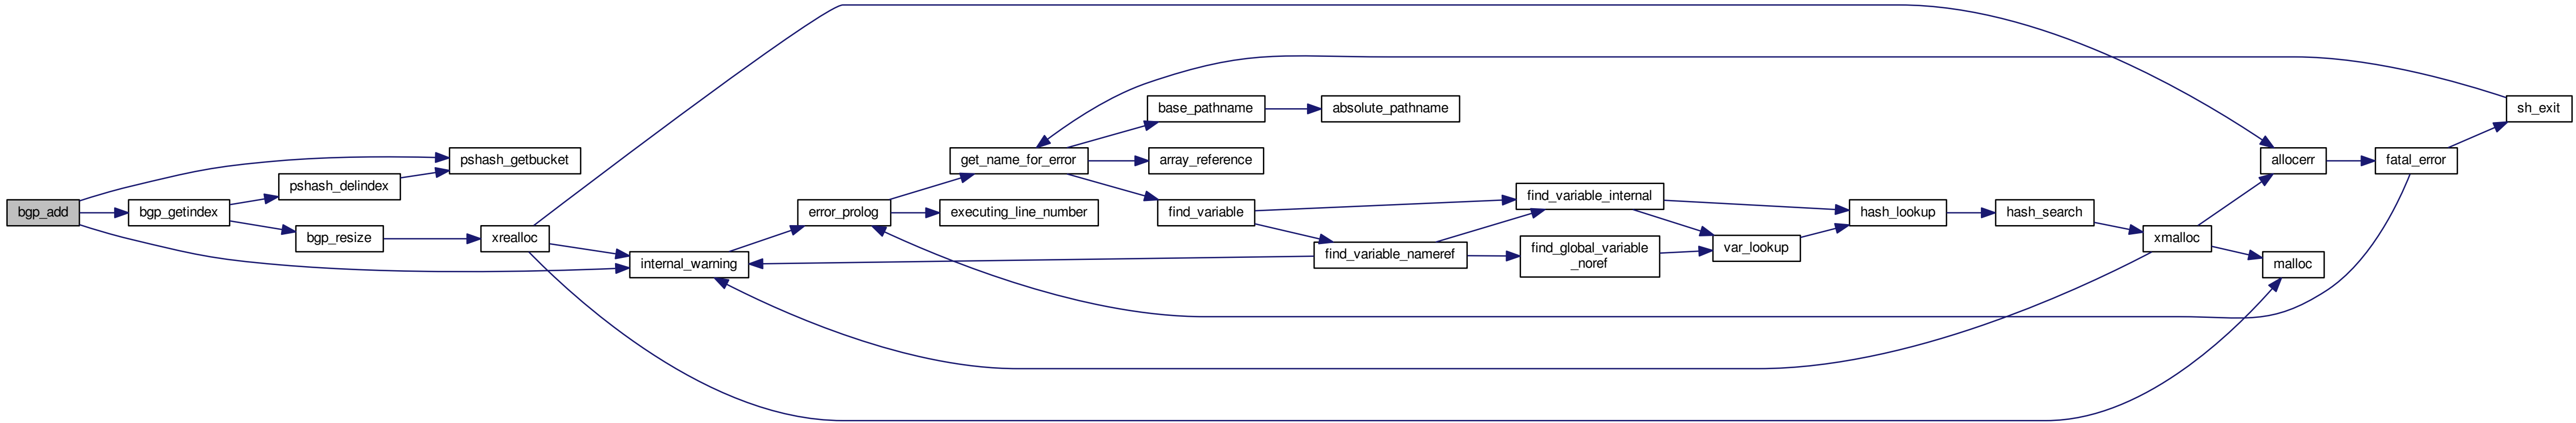 bgp_add
bgp_getindex
pshash_delindex
bgp_resize
pshash_getbucket
xrealloc
internal_warning
error_prolog
get_name_for_error
executing_line_number
base_pathname
array_reference
find_variable
absolute_pathname
find_variable_nameref
find_variable_internal
find_global_variable
_noref
var_lookup
hash_lookup
hash_search
xmalloc
allocerr
malloc
fatal_error
sh_exit